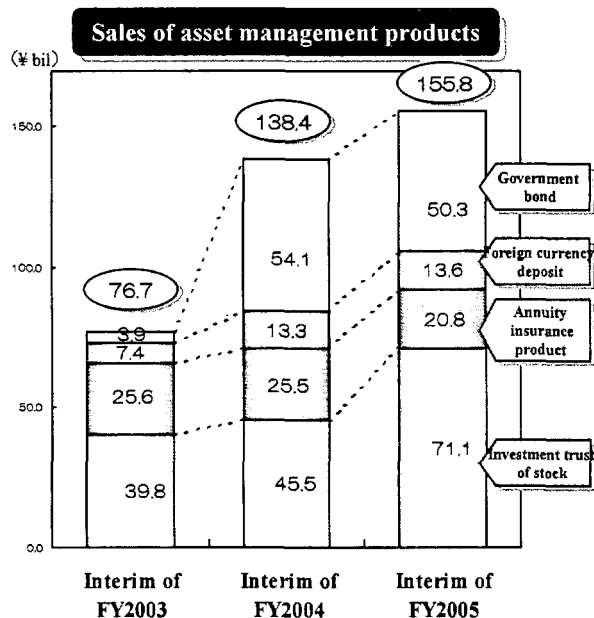 Sales of asset management products
(¥ bil)
155.8
150.0
138.4
Government
bond
50.3
54.1
Foreign currency
deposit
100.0
13.6
76.7
3.9
13.3
20.8
Annuity
insurance
product
7.4
25.6
25.5
50.0
71.1
Investment trust
of stock
39.8
45.5
0.0
Interim of
FY2003
Interim of
FY2004
Interim of
FY2005